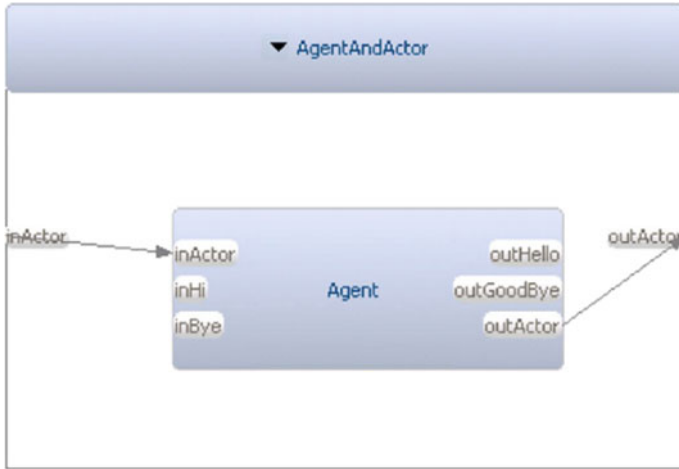 AgentAndActor
inActor
outActor
inActor
outHello
inHi
Agent
outGoodBye
inBye
outActor